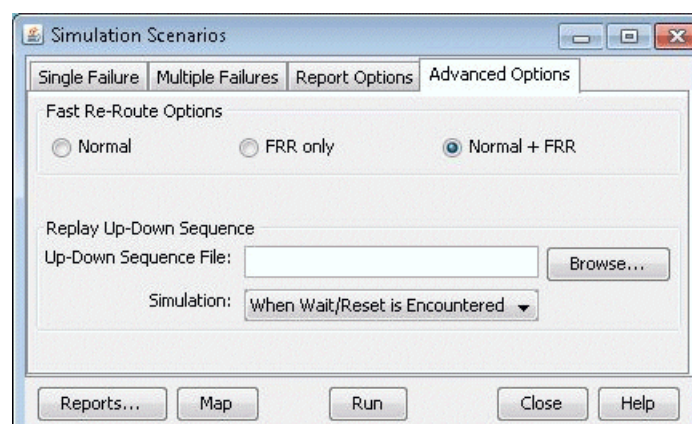 Simulation Scenarios
Single Failure Multiple Failures Report Options Advanced Options
Fast Re-Route Options
Normal FRR only Normal + FRR
Replay Up-Down Sequence
Up-Down Sequence File: Browse...
Simulation: When Wait/Reset is Encountered
Reports... Map Run Close Help